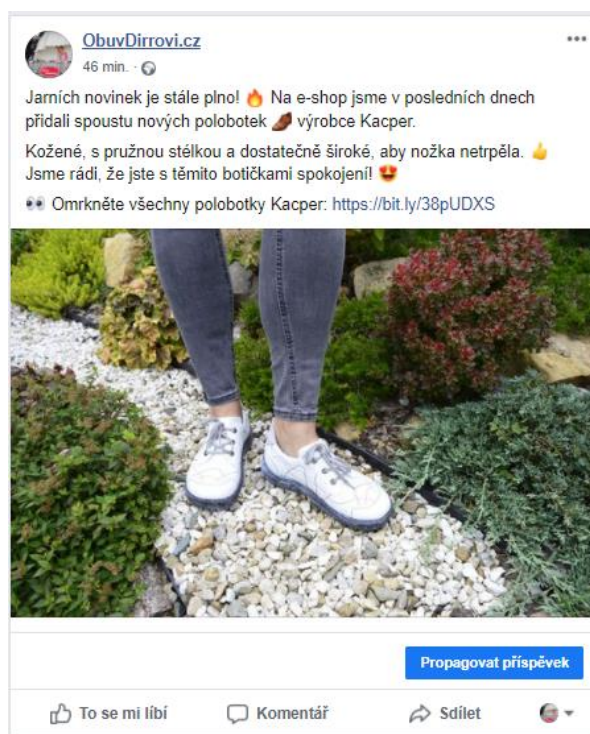 ObuvDirrovi.cz
46 min. ·
Jarních novinek je stále plno! 🔥 Na e-shop jsme v posledních dnech
přidali spoustu nových polobotek 👞 výrobce Kacper.
Kožené, s pružnou stélkou a dostatečně široké, aby nožka netrpěla. 👍
Jsme rádi, že jste s těmito botičkami spokojení! 😍
👀 Omrkněte všechny polobotky Kacper: https://bit.ly/38pUDXS
Propagovat příspěvek
To se mi líbí Komentář Sdílet